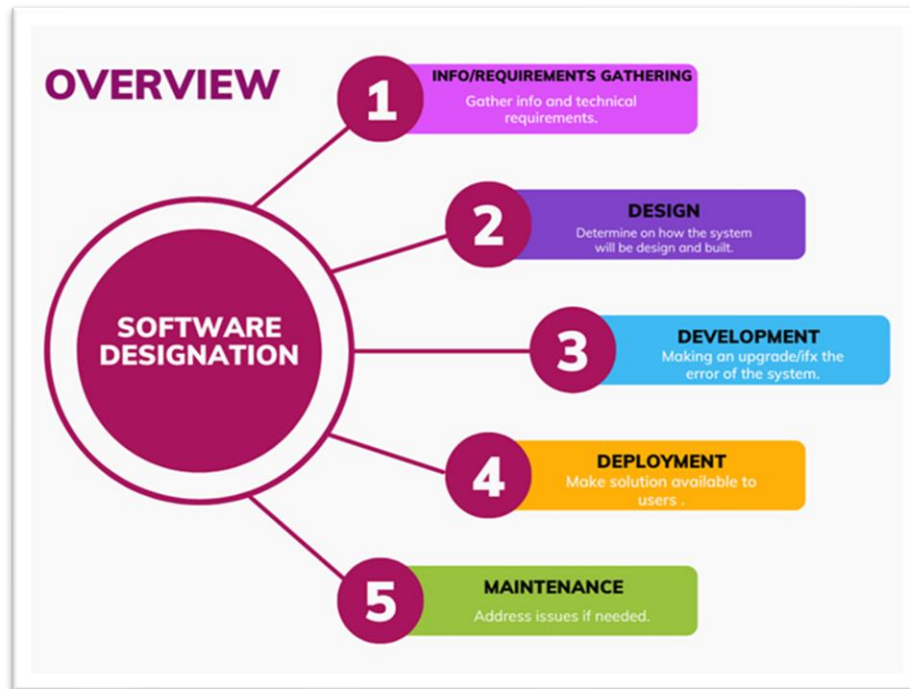 OVERVIEW
SOFTWARE
DESIGNATION
1
INFO/REQUIREMENTS GATHERING
Gather info and technical
requirements.
2
DESIGN
Determine on how the system
will be design and built.
3
DEVELOPMENT
Making an upgrade/ifx the
error of the system.
4
DEPLOYMENT
Make solution available to
users .
5
MAINTENANCE
Address issues if needed.